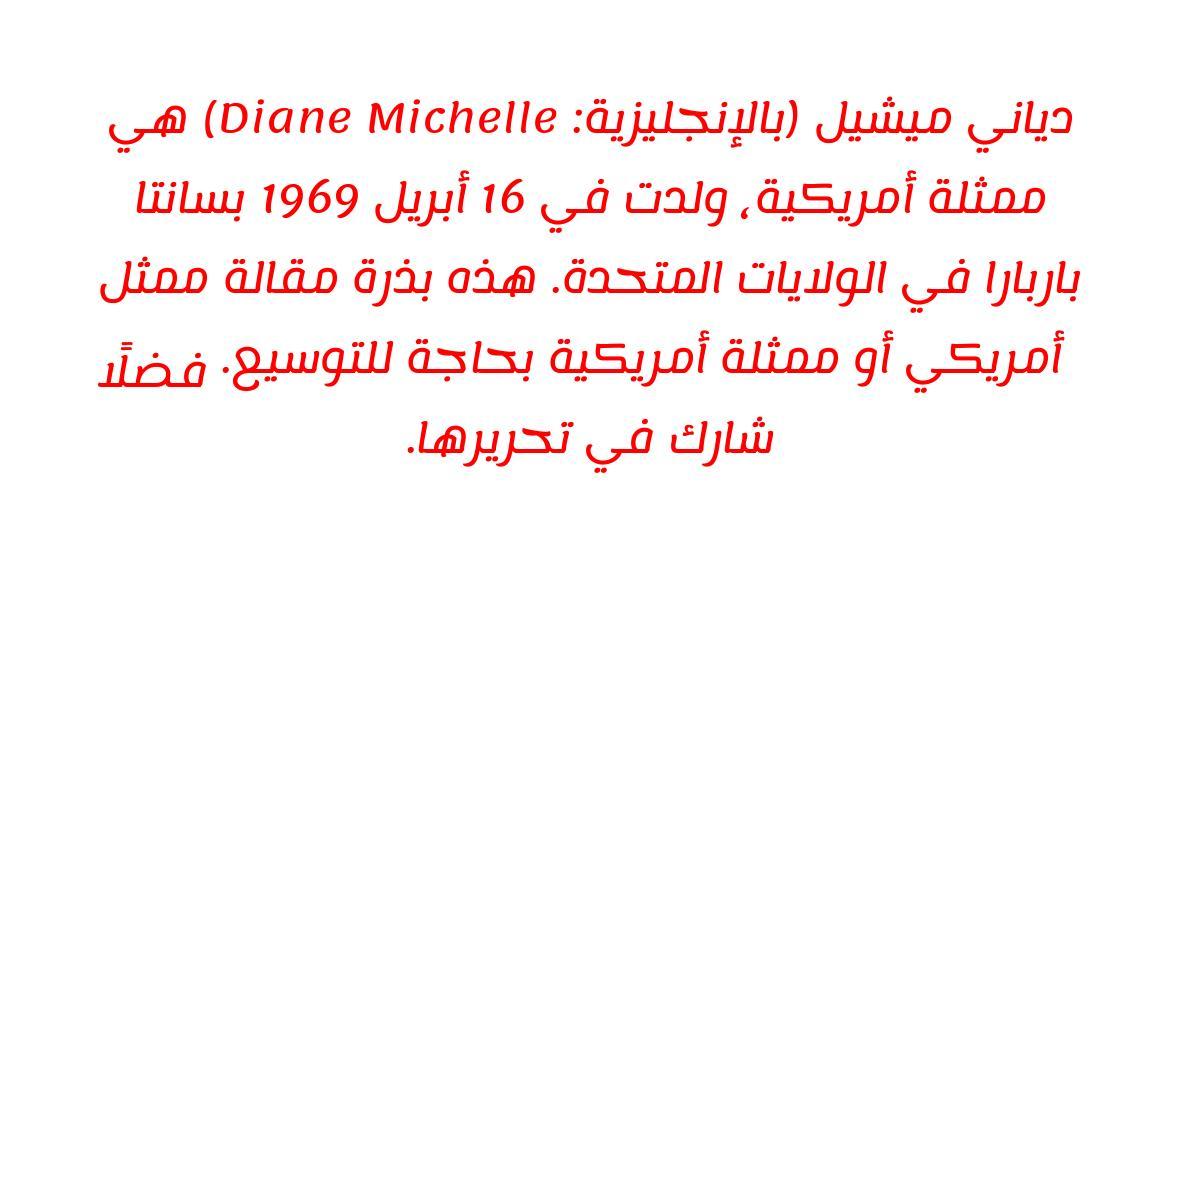 دياني ميشيل (بالإنجليزية: Diane Michelle) هي
ممثلة أمريكية، ولدت في 16 أبريل 1969 بسانتا
باربارا في الولايات المتحدة. هذه بذرة مقالة ممثل
أمريكي أو ممثلة أمريكية بحاجة للتوسيع. فضلًا
شارك في تحريرها.